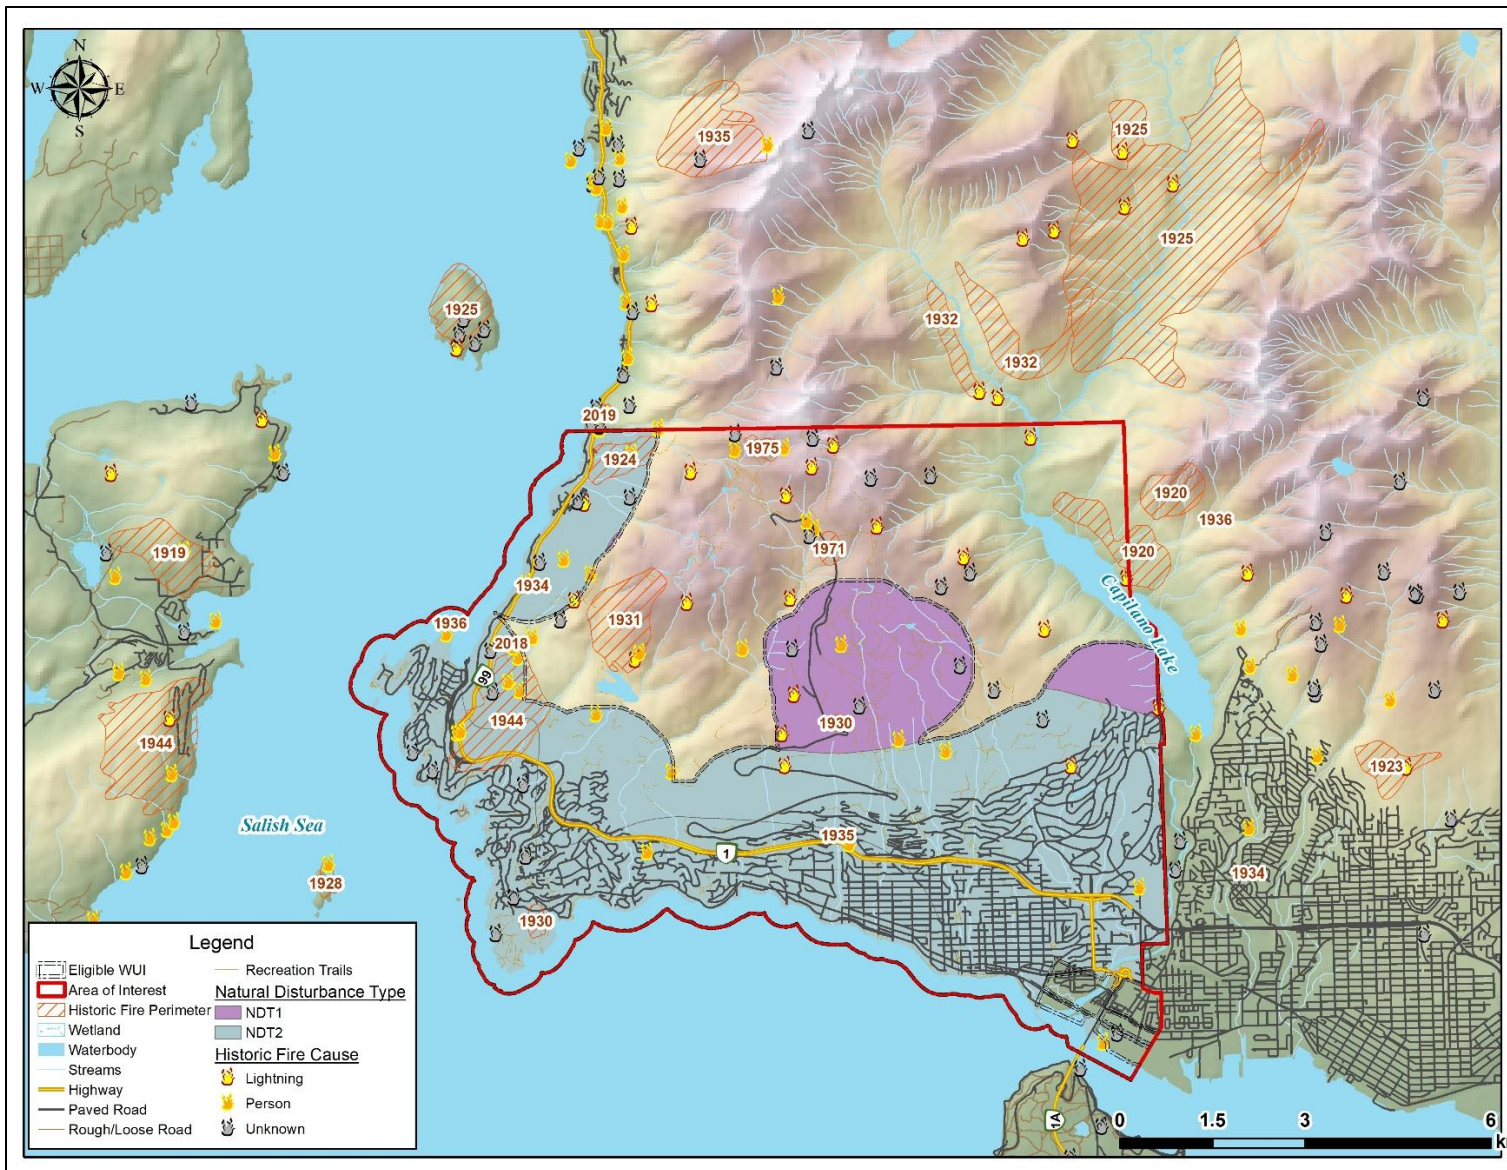 N
W E
S
1935
1925
1925
1925
1932
1932
2019
1924
1975
1920
1936
1919
1971
1920
1934
Capilano Lake
1936
1931
2018
99
1944
1930
1944
1923
Salish Sea
1935
1
1928
1934
1930
Legend
Eligible WUI
Area of Interest
Historic Fire Perimeter
Wetland
Waterbody
Streams
Highway
Paved Road
Rough/Loose Road
Recreation Trails
Natural Disturbance Type
NDT1
NDT2
Historic Fire Cause
Lightning
Person
Unknown
1A
0 1.5 3 6